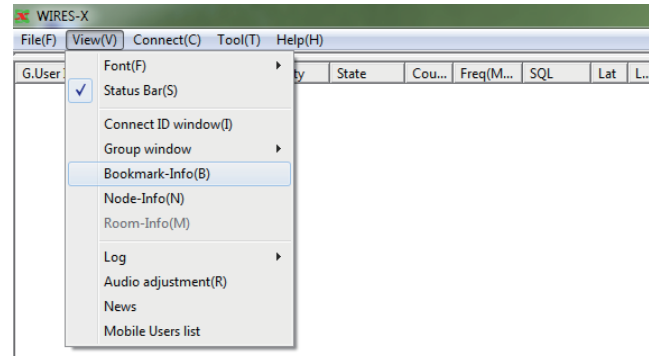 WIRES-X
File(F) View(V) Connect(C) Tool(T) Help(H)
G.User ty State Cou... Freq(M... SQL Lat L...
Font(F)
Status Bar(S)
Connect ID window(I)
Group window
Bookmark-Info(B)
Node-Info(N)
Room-Info(M)
Log
Audio adjustment(R)
News
Mobile Users list